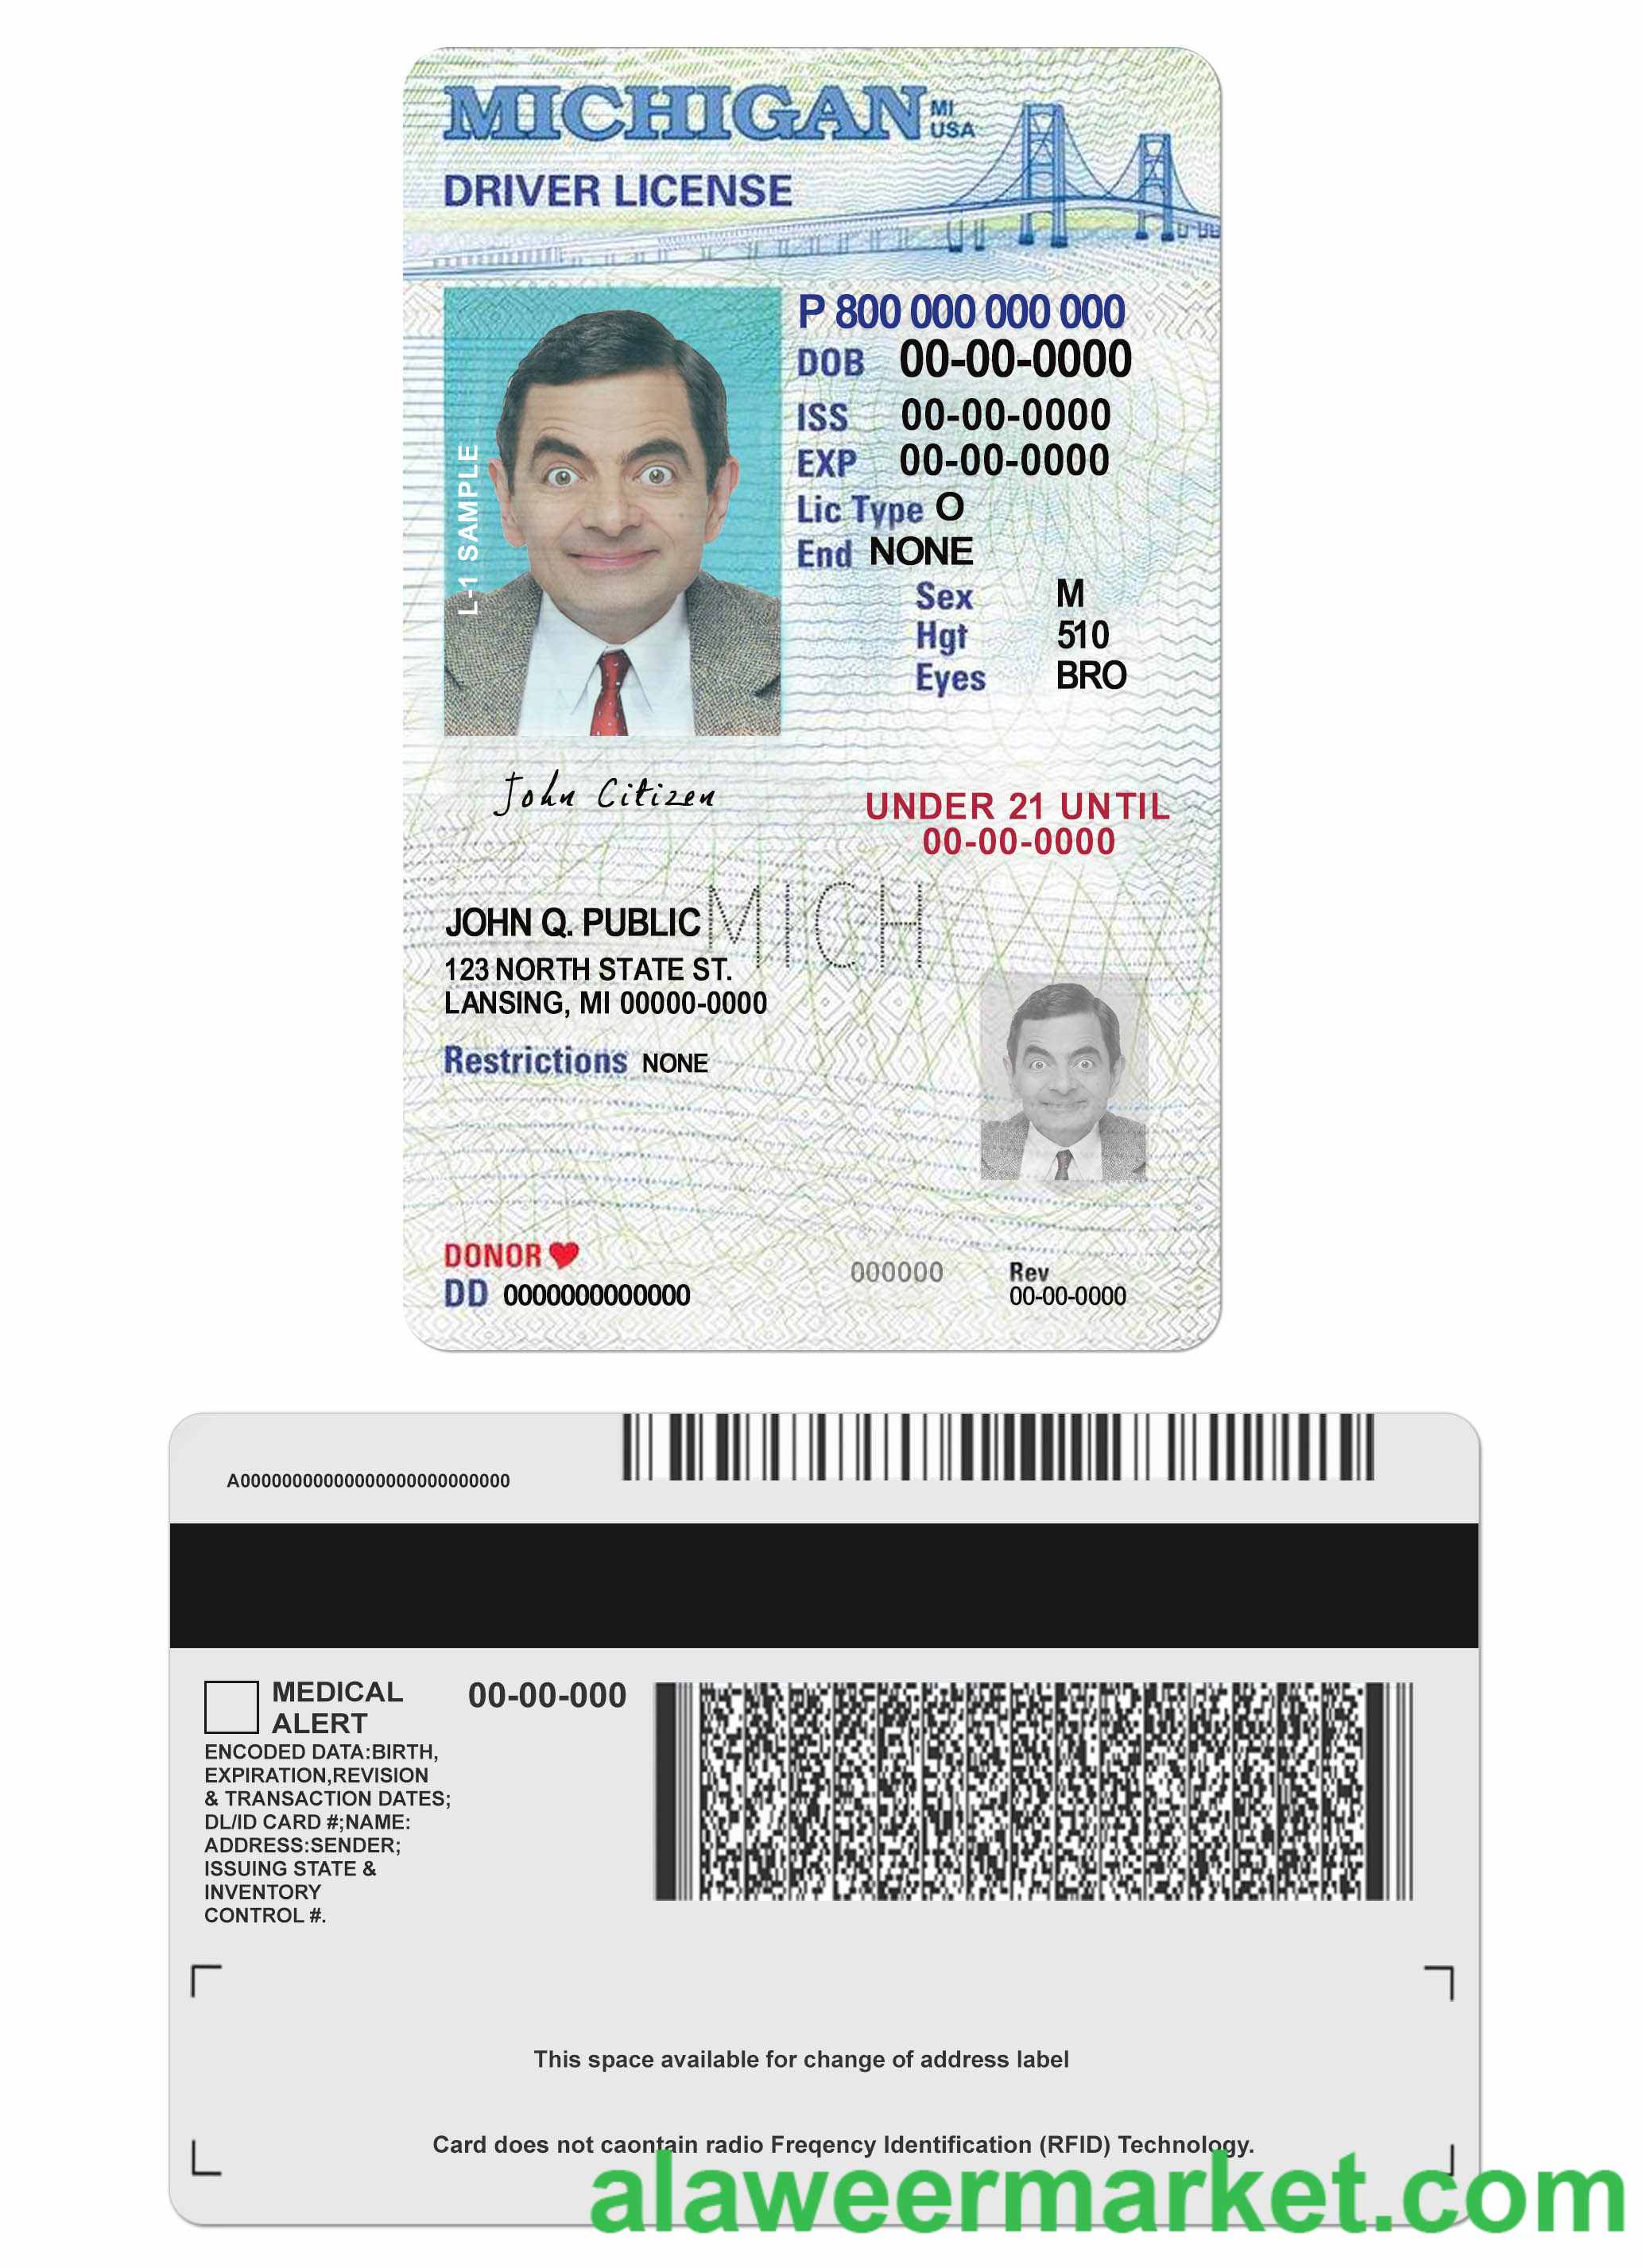 MICHIGAN MI USA
DRIVER LICENSE
P 800 000 000 000
DOB 00-00-0000
ISS 00-00-0000
EXP 00-00-0000
Lic Type O
End NONE
Sex M
Hgt 510
Eyes BRO
L-1 SAMPLE
John Citizen
UNDER 21 UNTIL
00-00-0000
MICH
JOHN Q. PUBLIC
123 NORTH STATE ST.
LANSING, MI 00000-0000
Restrictions NONE
DONOR
DD 0000000000000
000000
Rev
00-00-0000
A0000000000000000000000000
MEDICAL
ALERT
00-00-000
ENCODED DATA:BIRTH,
EXPIRATION,REVISION
& TRANSACTION DATES;
DL/ID CARD #;NAME:
ADDRESS:SENDER;
ISSUING STATE &
INVENTORY
CONTROL #.
This space available for change of address label
Card does not caontain radio Freqency Identification (RFID) Technology.
alaweermarket.com